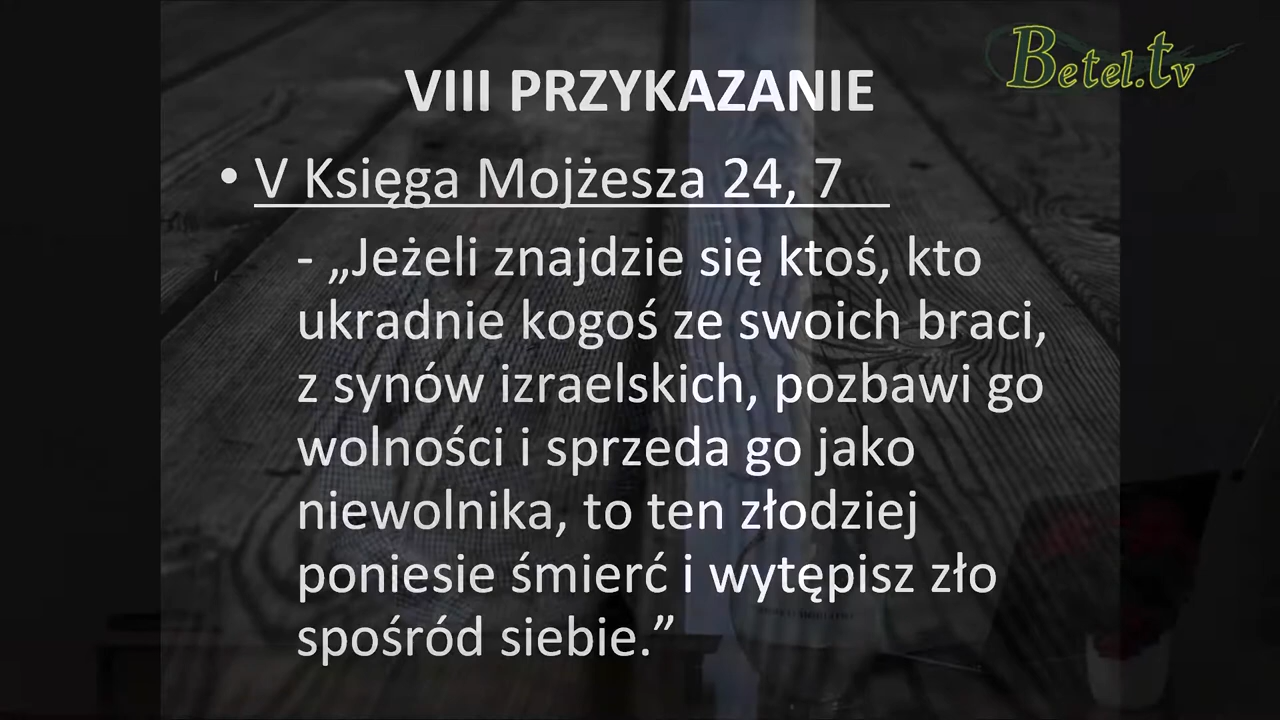 Betel.tv
VIII PRZYKAZANIE
• V Księga Mojżesza 24, 7
- „Jeżeli znajdzie się ktoś, kto
ukradnie kogoś ze swoich braci,
z synów izraelskich, pozbawi go
wolności i sprzeda go jako
niewolnika, to ten złodziej
poniesie śmierć i wytępisz zło
spośród siebie.”